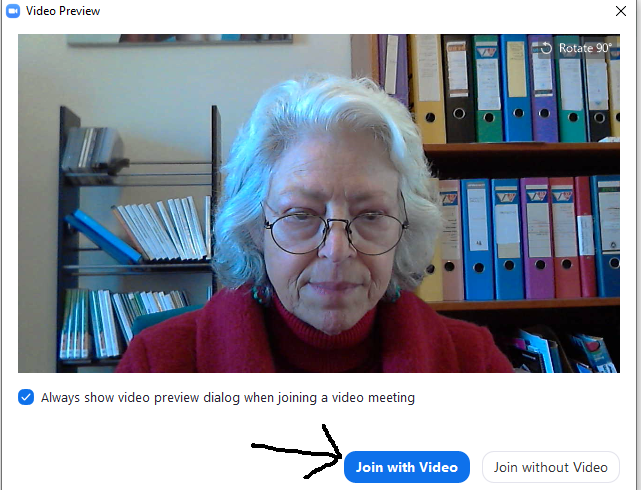 Video Preview
Rotate 90°
Always show video preview dialog when joining a video meeting
Join with Video
Join without Video